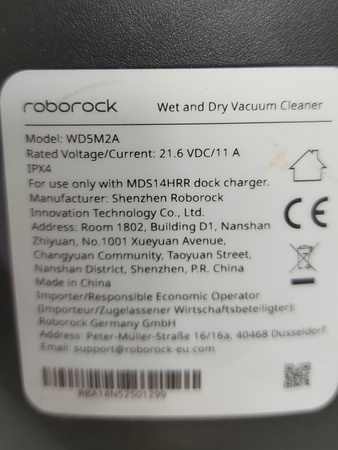 roborock
Wet and Dry Vacuum Cleaner
Model: WD5M2A
Rated Voltage/Current: 21.6 VDC/11 A
IPX4
For use only with MDS14HRR dock charger.
Manufacturer: Shenzhen Roborock
Innovation Technology Co., Ltd.
Address: Room 1802, Building D1, Nanshan
Zhiyuan, No.1001 Xueyuan Avenue,
Changyuan Community, Taoyuan Street,
Nanshan District, Shenzhen, P.R. China
Made in China
Importer/Responsible Economic Operator
(Importeur/Zugelassener Wirtschaftsbeteiligter):
Roborock Germany GmbH
Address: Peter-Müller-Straße 16/16a, 40468 Düsseldorf
Email: support@roborock-eu.com
RBA14NS2501299
CE